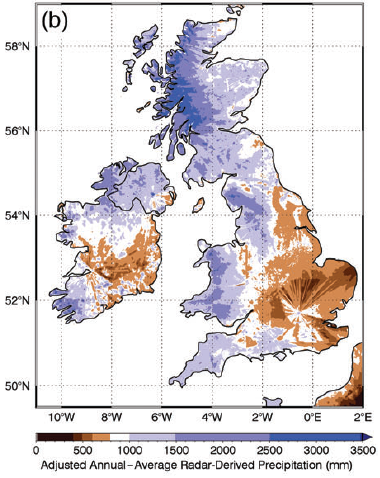 (b)
58°N
56°N
54°N
52°N
50°N
10°W 8°W 6°W 4°W 2°W 0°E 2°E
0 500 1000 1500 2000 2500 3000 3500
Adjusted Annual-Average Radar-Derived Precipitation (mm)